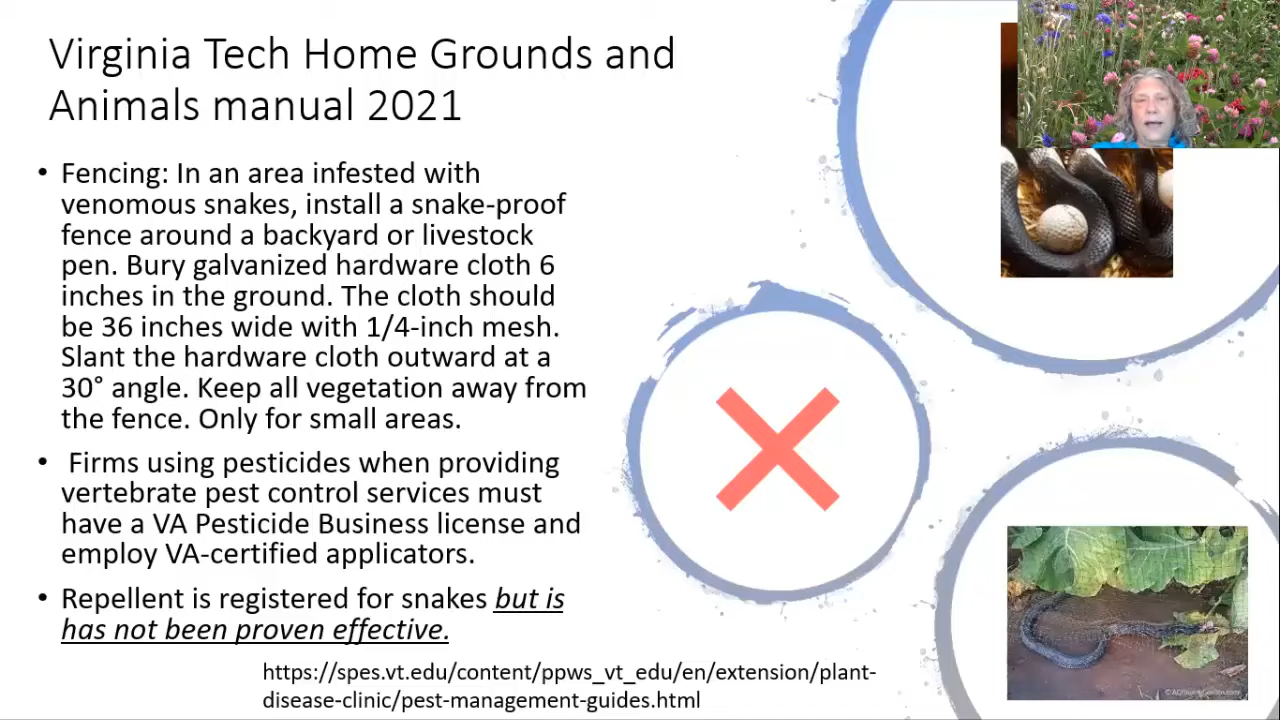 Virginia Tech Home Grounds and
Animals manual 2021
• Fencing: In an area infested with
venomous snakes, install a snake-proof
fence around a backyard or livestock
pen. Bury galvanized hardware cloth 6
inches in the ground. The cloth should
be 36 inches wide with 1/4-inch mesh.
Slant the hardware cloth outward at a
30° angle. Keep all vegetation away from
the fence. Only for small areas.
• Firms using pesticides when providing
vertebrate pest control services must
have a VA Pesticide Business license and
employ VA-certified applicators.
• Repellent is registered for snakes but is
has not been proven effective.
https://spes.vt.edu/content/ppws_vt_edu/en/extension/plant-
disease-clinic/pest-management-guides.html